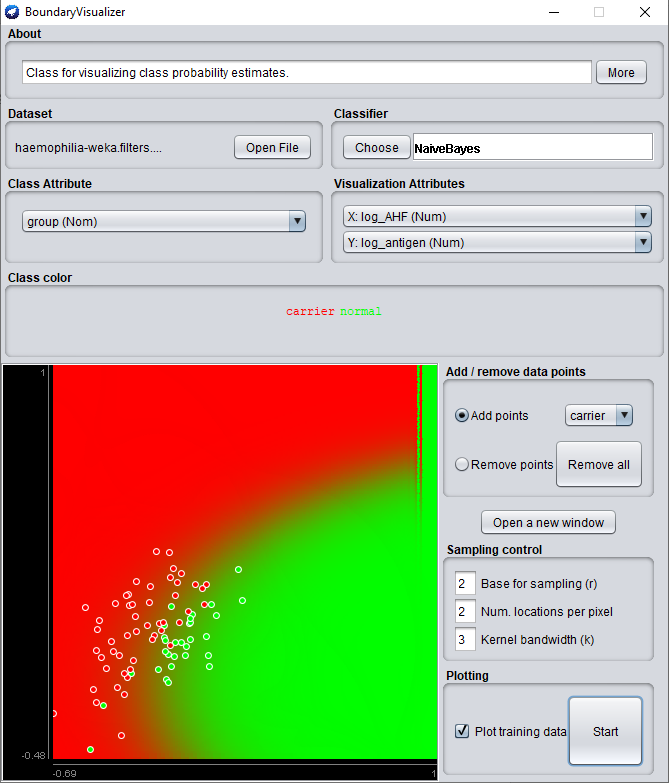 BoundaryVisualizer
About
Class for visualizing class probability estimates.
More
Dataset
Classifier
haemophilia-weka.filters....
Open File
Choose
NaiveBayes
Class Attribute
Visualization Attributes
group (Nom)
X: log_AHF (Num)
Y: log_antigen (Num)
Class color
carrier normal
Add / remove data points
1
Add points
carrier
Remove points
Remove all
Open a new window
Sampling control
2 Base for sampling (r)
2 Num. locations per pixel
3 Kernel bandwidth (k)
Plotting
Plot training data
Start
-0.48
-0.69
1